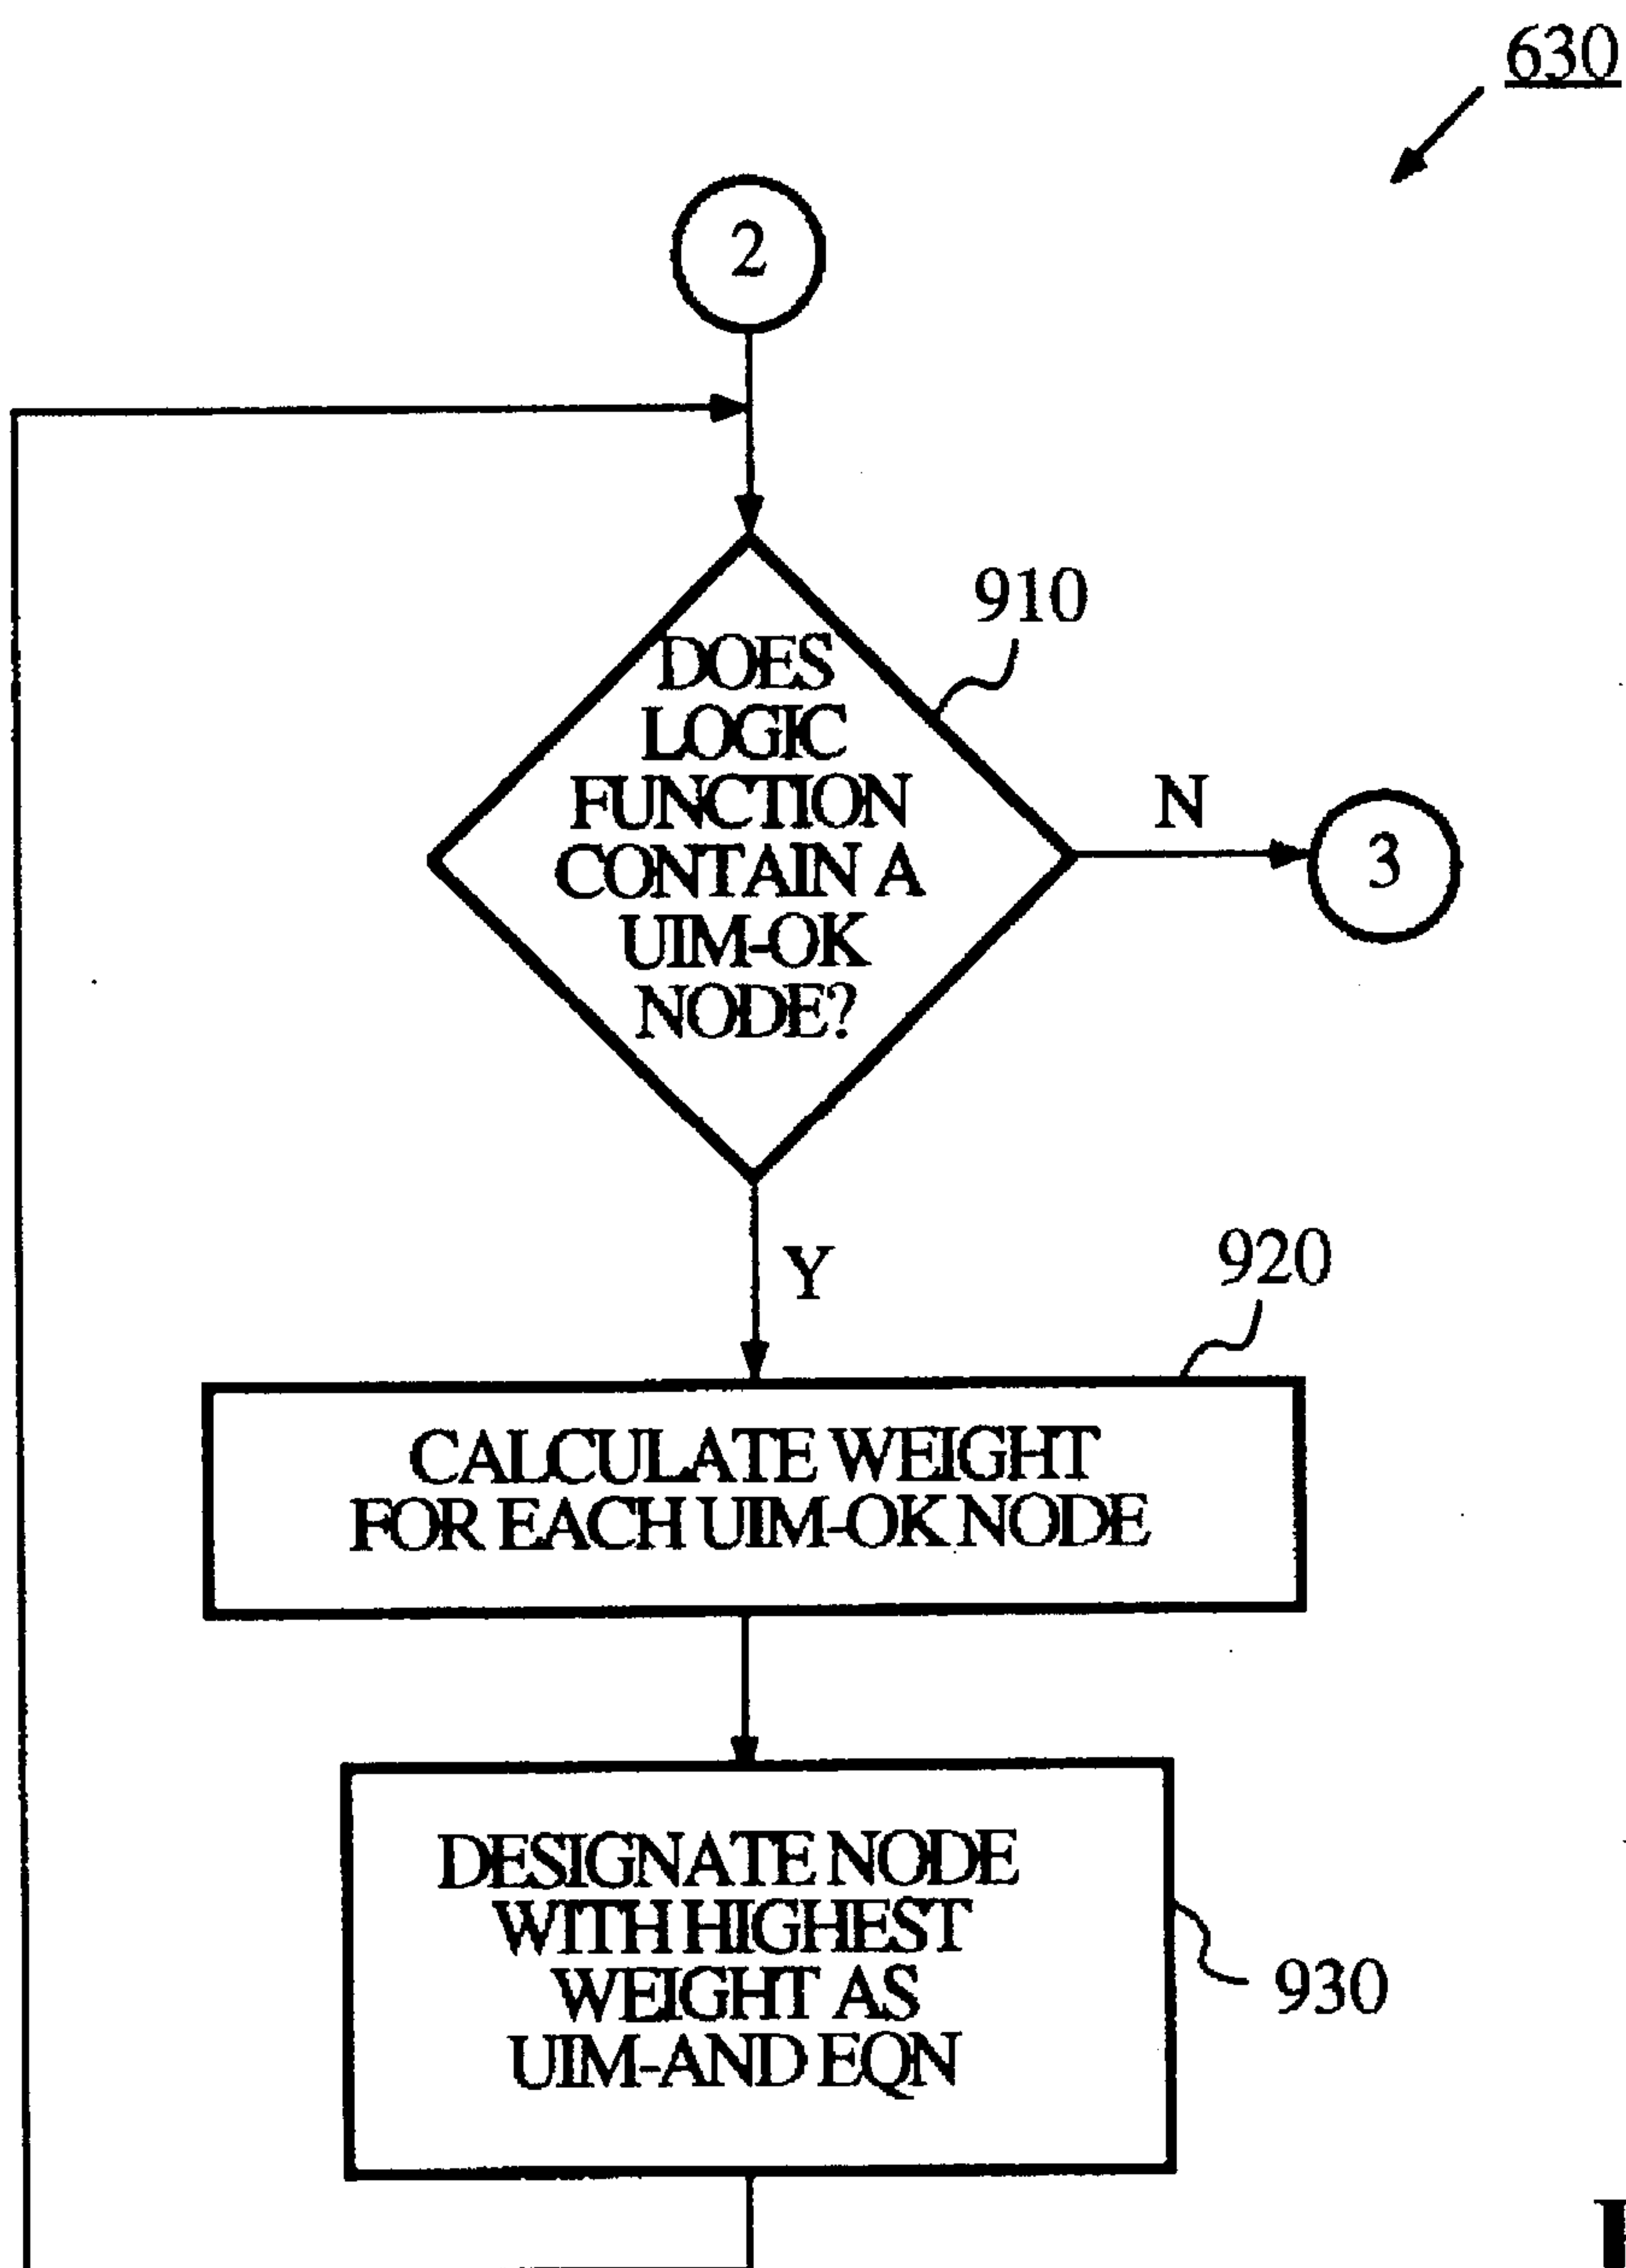 630
2
910
DOES
LOGIC
FUNCTION
CONTAIN A
UIM-OK
NODE?
N
3
Y
920
CALCULATE WEIGHT
FOR EACH UIM-OK NODE
DESIGNATE NODE
WITH HIGHEST
WEIGHT AS
UIM-AND EQN
930